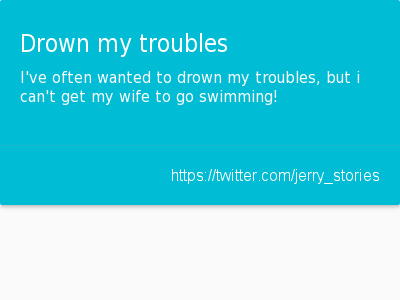 Drown my troubles
I've often wanted to drown my troubles, but i
can't get my wife to go swimming!
https://twitter.com/jerry_stories